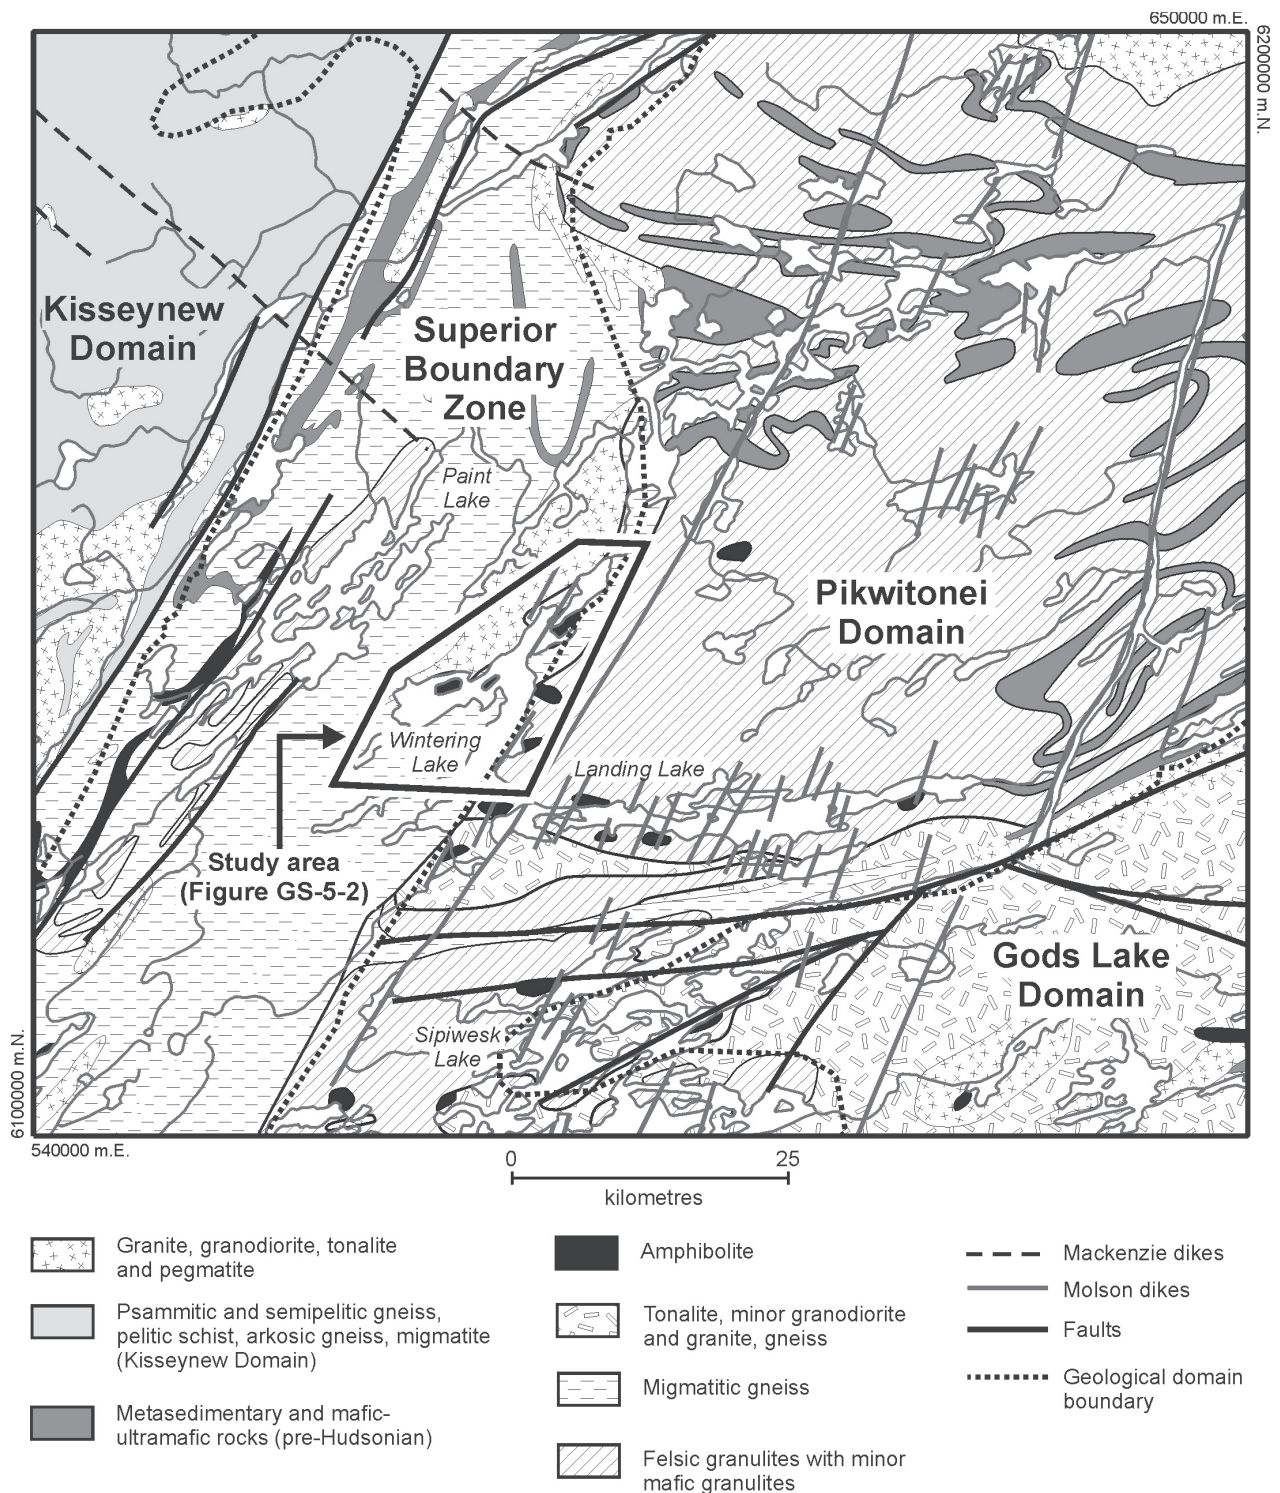 650000 m.E.
6200000 m.N.
Kisseynew
Domain
Superior
Boundary
Zone
Paint
Lake
Pikwitonei
Domain
Wintering
Lake
Landing Lake
Study area
(Figure GS-5-2)
Gods Lake
Domain
Sipiwesk
Lake
6100000 m.N.
540000 m.E.
0
25
kilometres
Granite, granodiorite, tonalite
and pegmatite
Psammitic and semipelitic gneiss,
pelitic schist, arkosic gneiss, migmatite
(Kisseynew Domain)
Metasedimentary and mafic-
ultramafic rocks (pre-Hudsonian)
Amphibolite
Tonalite, minor granodiorite
and granite, gneiss
Migmatitic gneiss
Felsic granulites with minor
mafic granulites
Mackenzie dikes
Molson dikes
Faults
Geological domain
boundary